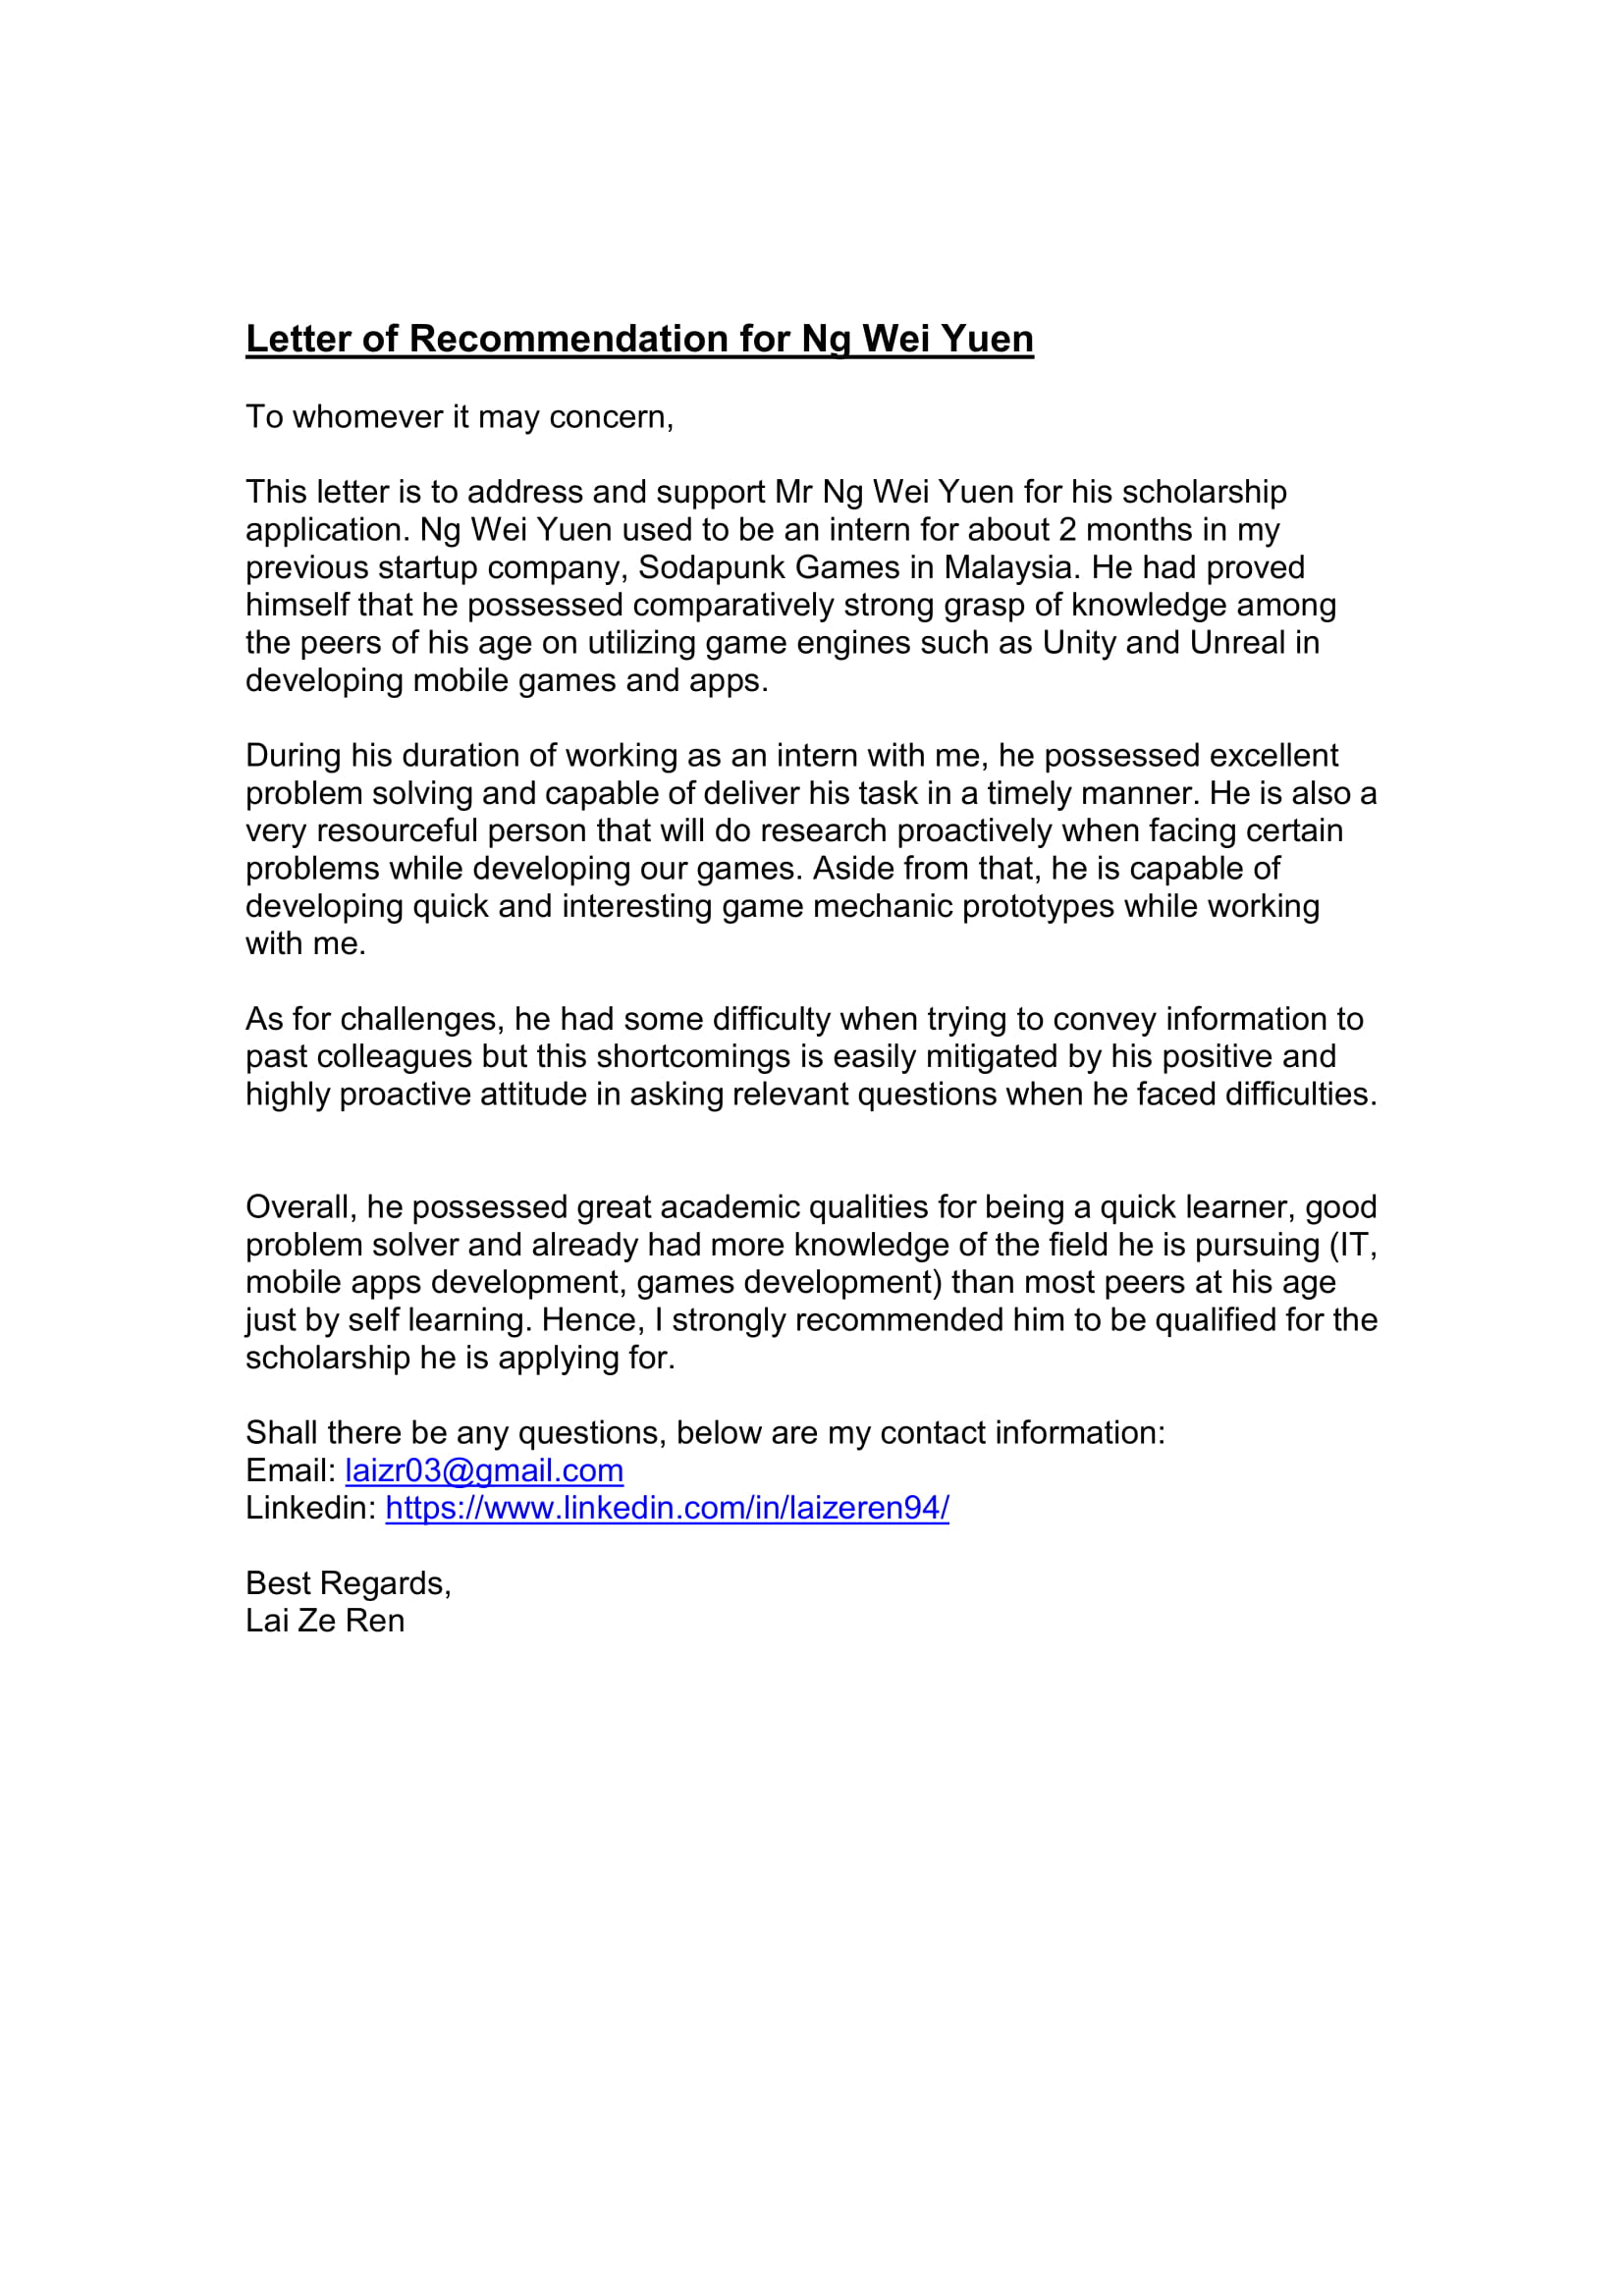 Letter of Recommendation for Ng Wei Yuen
To whomever it may concern,
This letter is to address and support Mr Ng Wei Yuen for his scholarship
application. Ng Wei Yuen used to be an intern for about 2 months in my
previous startup company, Sodapunk Games in Malaysia. He had proved
himself that he possessed comparatively strong grasp of knowledge among
the peers of his age on utilizing game engines such as Unity and Unreal in
developing mobile games and apps.
During his duration of working as an intern with me, he possessed excellent
problem solving and capable of deliver his task in a timely manner. He is also a
very resourceful person that will do research proactively when facing certain
problems while developing our games. Aside from that, he is capable of
developing quick and interesting game mechanic prototypes while working
with me.
As for challenges, he had some difficulty when trying to convey information to
past colleagues but this shortcomings is easily mitigated by his positive and
highly proactive attitude in asking relevant questions when he faced difficulties.
Overall, he possessed great academic qualities for being a quick learner, good
problem solver and already had more knowledge of the field he is pursuing (IT,
mobile apps development, games development) than most peers at his age
just by self learning. Hence, I strongly recommended him to be qualified for the
scholarship he is applying for.
Shall there be any questions, below are my contact information:
Email: laizr03@gmail.com
Linkedin: https://www.linkedin.com/in/laizeren94/
Best Regards,
Lai Ze Ren